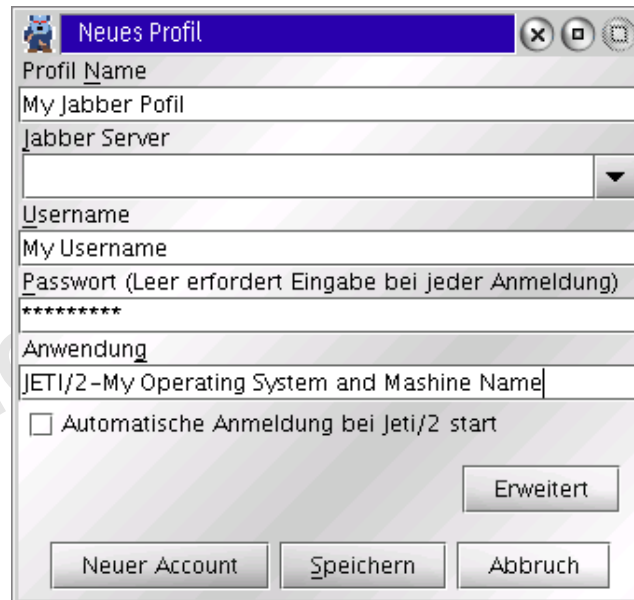 Neues Profil
Profil Name
My Jabber Pofil
Jabber Server
Username
My Username
Passwort (Leer erfordert Eingabe bei jeder Anmeldung)
*********
Anwendung
JETI/2-My Operating System and Mashine Name
Automatische Anmeldung bei Jeti/2 start
Erweitert
Neuer Account Speichern Abbruch